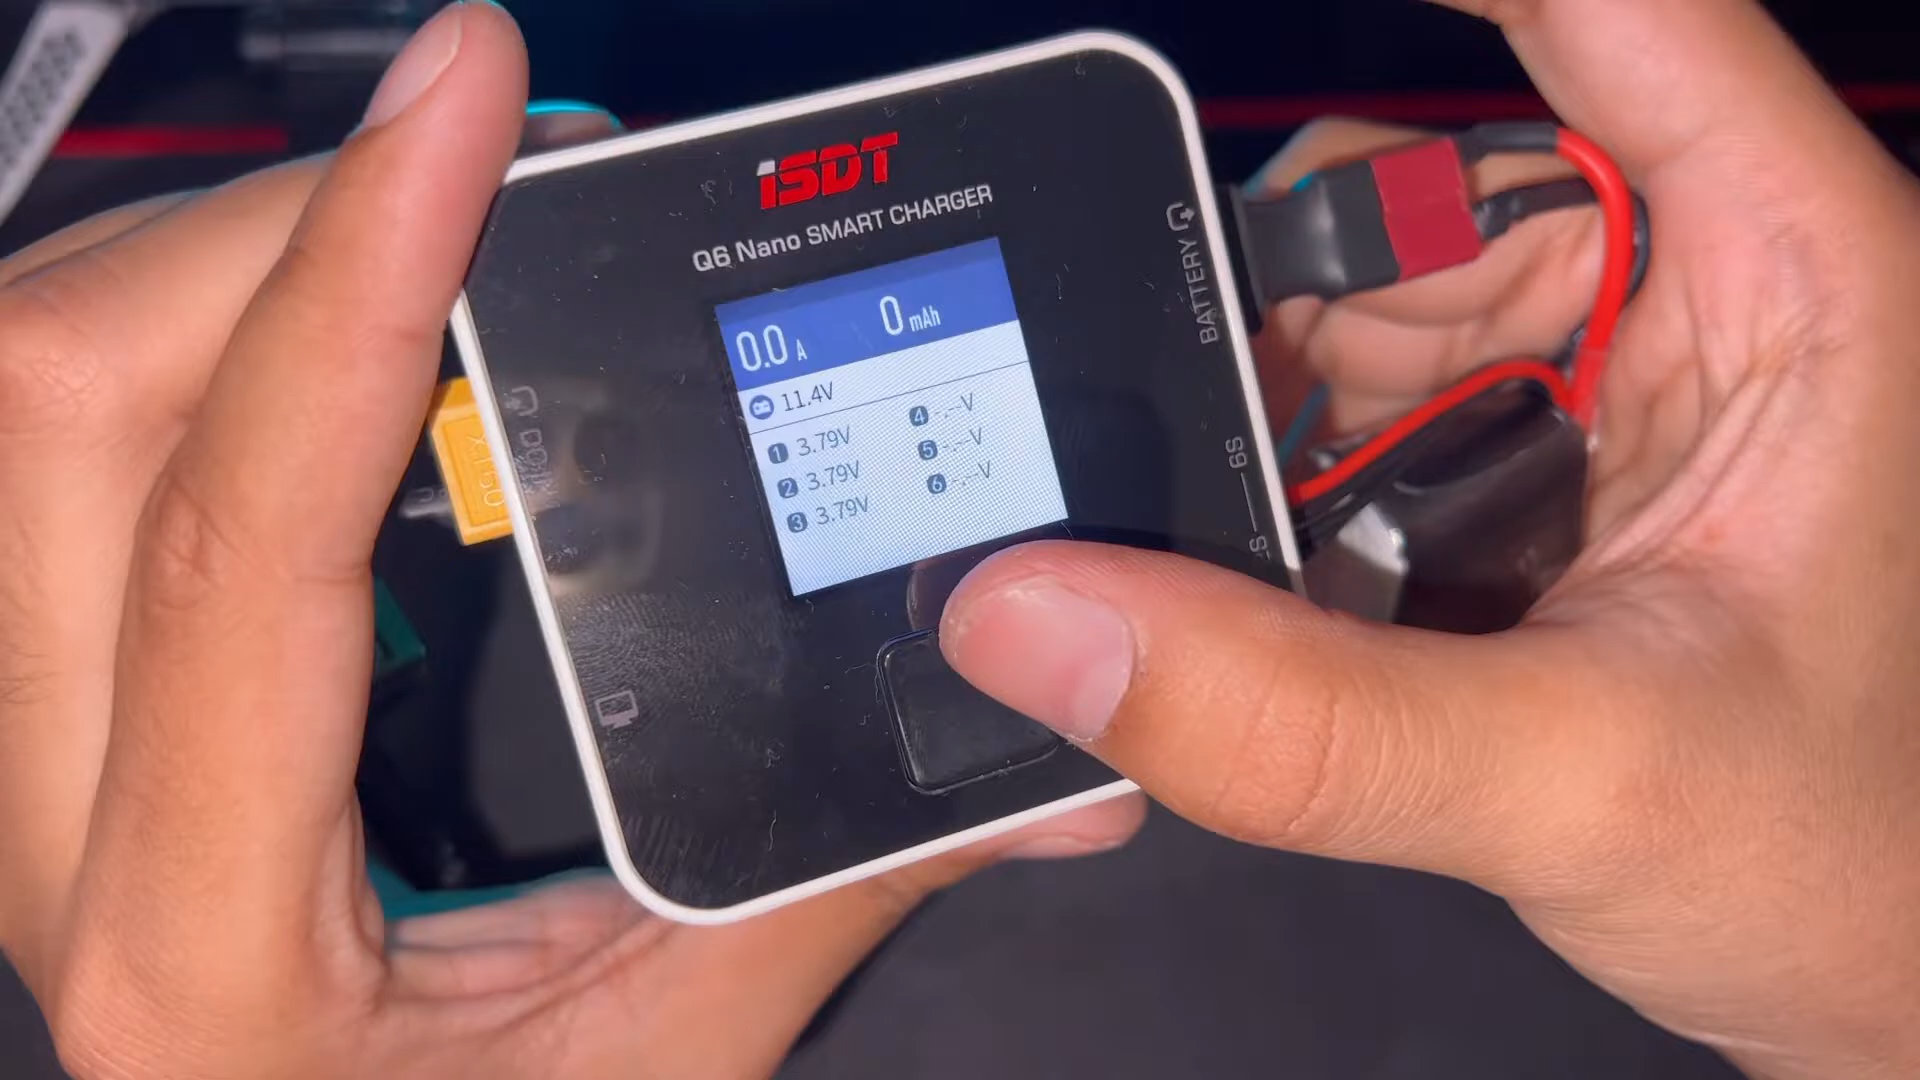 iSDT
Q6 Nano SMART CHARGER
0.0 A 0 mAh
11.4V
1 3.79V 4 -.--V
2 3.79V 5 -.--V
3 3.79V 6 -.--V
BATTERY
6S
XT60